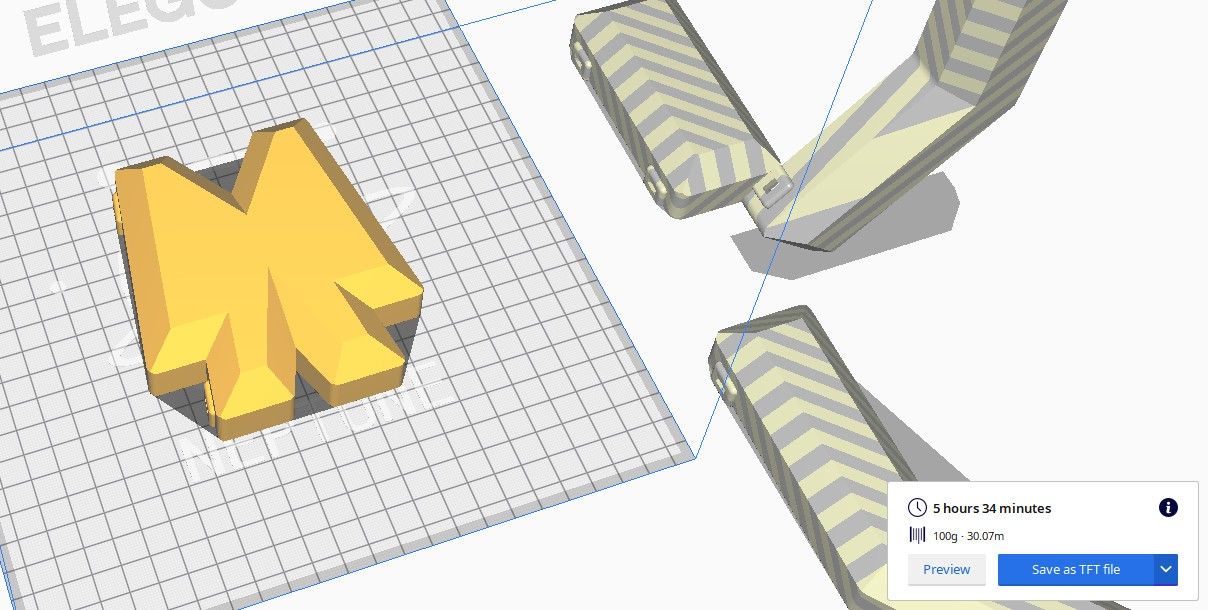 ELEGO
NEPTUNE
5 hours 34 minutes
100g · 30.07m
Preview
Save as TFT file